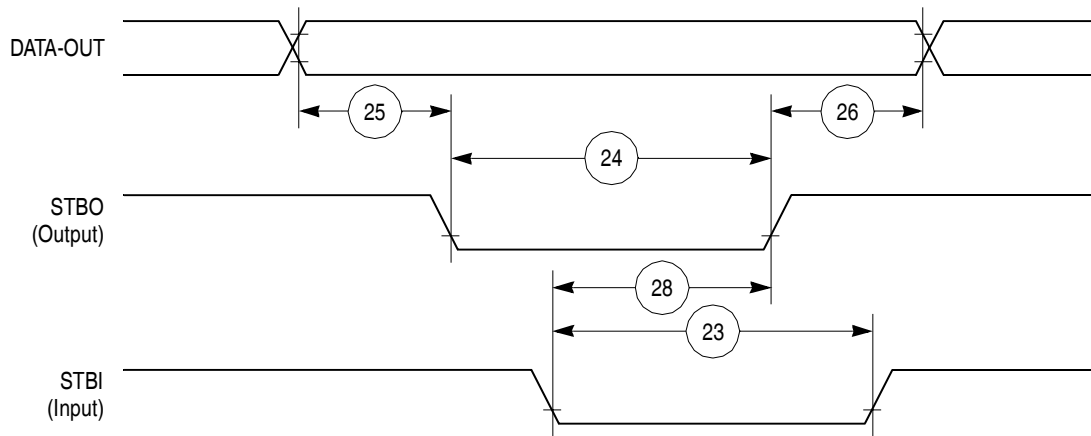 DATA-OUT
25
26
24
STBO
(Output)
28
23
STBI
(Input)